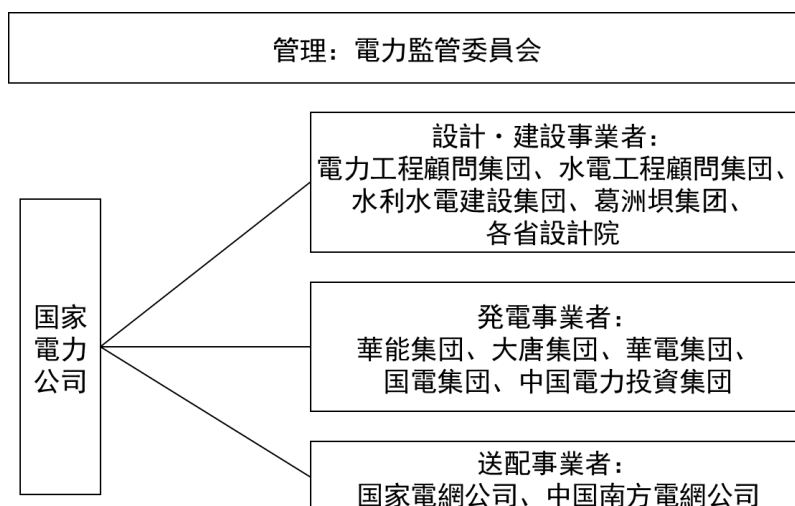 管理：電力監管委員会
設計・建設事業者：
電力工程顧問集団、水電工程顧問集団、
水利水電建設集団、葛洲坝集団、
各省設計院
国家
電力
公司
発電事業者：
華能集団、大唐集団、華電集団、
国電集団、中国電力投資集団
送配事業者：
国家電網公司、中国南方電網公司